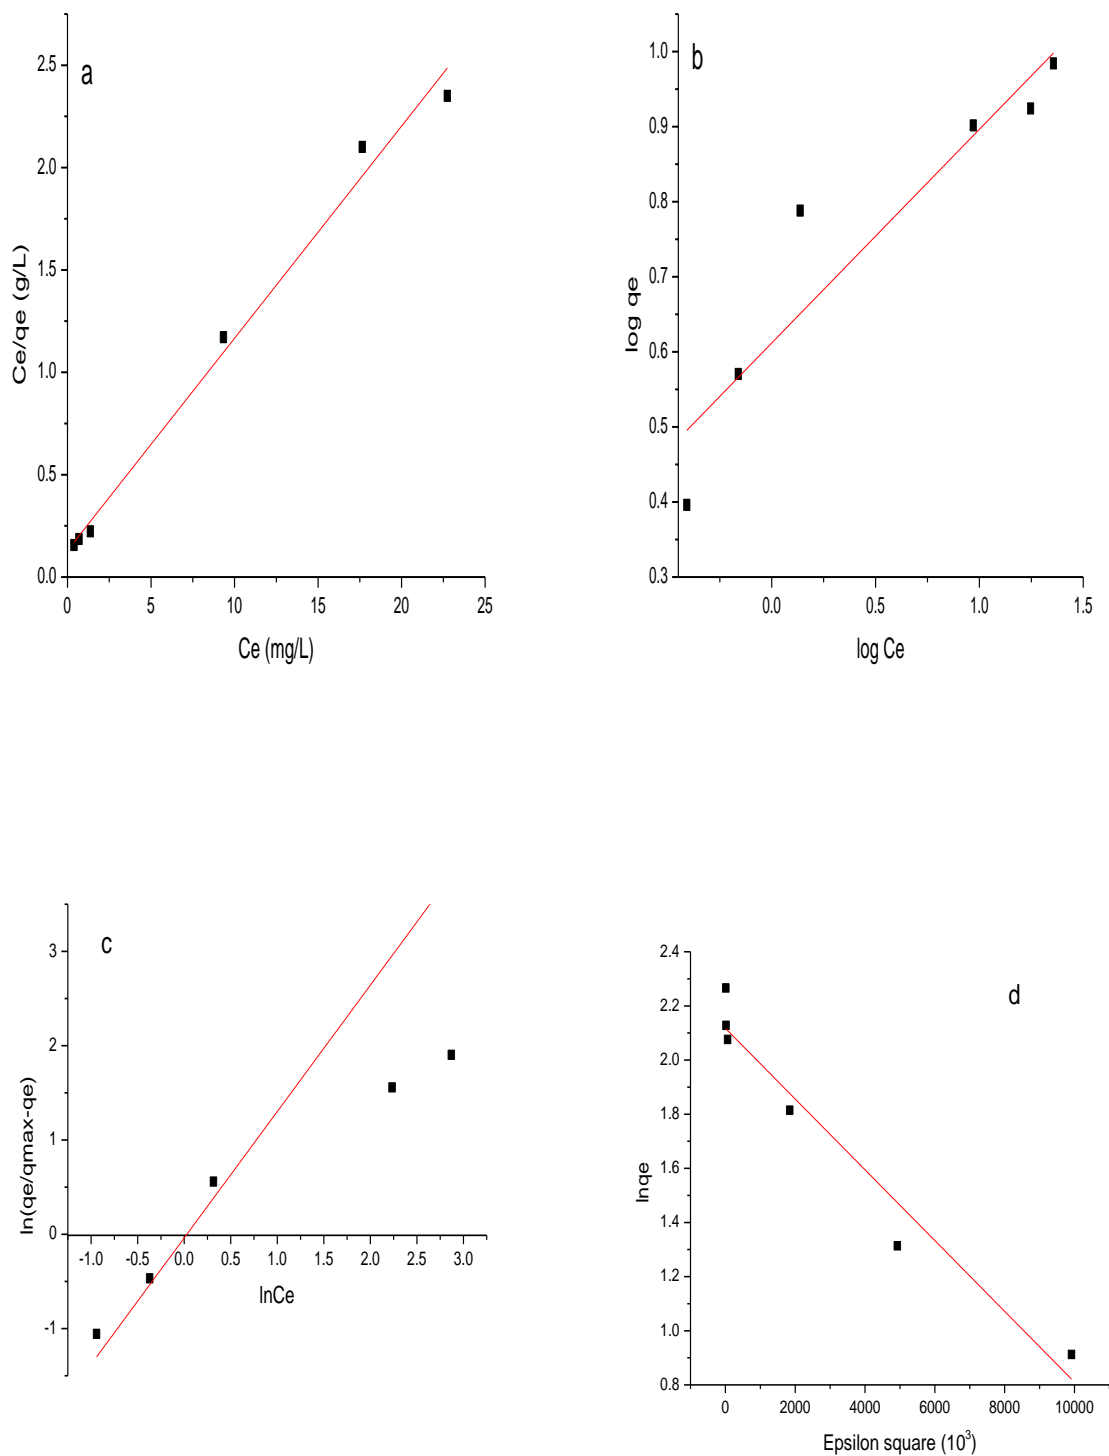 a
2.5
2.0
1.5
1.0
0.5
0.0
Ce/qe (g/L)
0 5 10 15 20 25
Ce (mg/L)
b
1.0
0.9
0.8
0.7
0.6
0.5
0.4
0.3
log qe
0.0 0.5 1.0 1.5
log Ce
c
3
2
1
0
-1
ln(qe/qmax-qe)
-1.0 -0.5 0.0 0.5 1.0 1.5 2.0 2.5 3.0
lnCe
d
2.4
2.2
2.0
1.8
1.6
1.4
1.2
1.0
0.8
lnqe
0 2000 4000 6000 8000 10000
Epsilon square (10³)